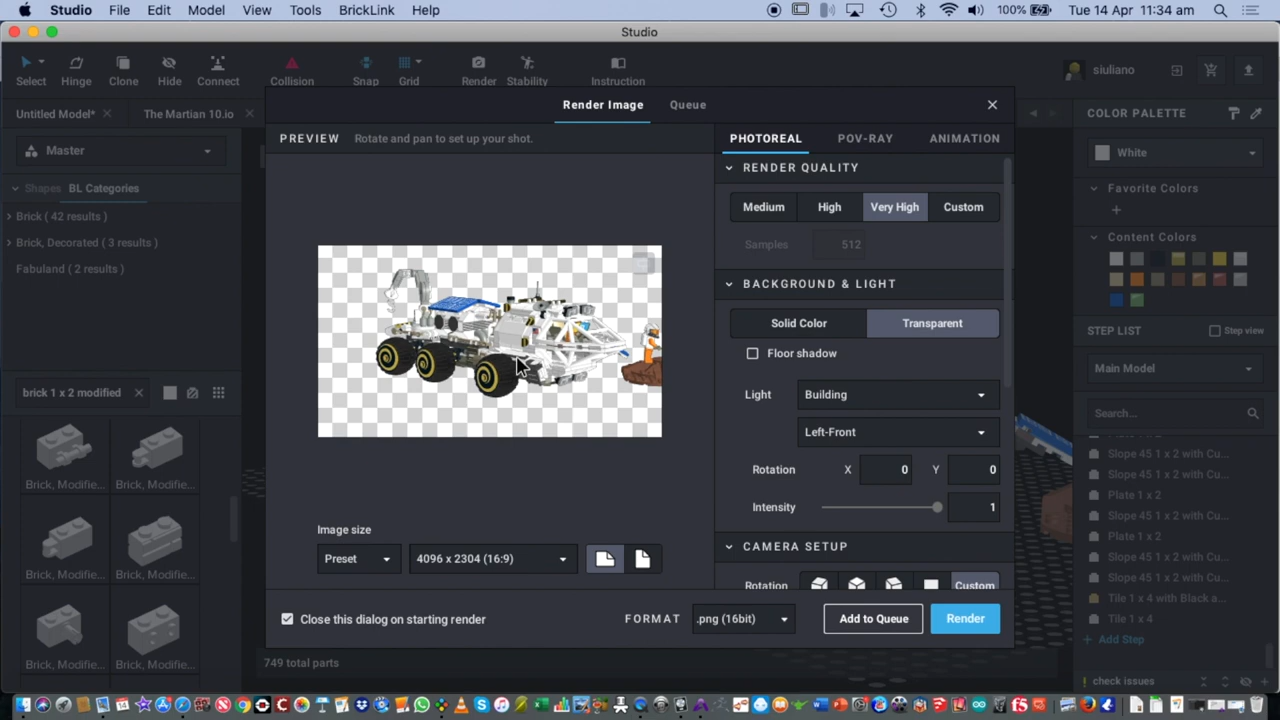 Studio File Edit Model View Tools BrickLink Help 100% Tue 14 Apr 11:34 am
Studio
Select Hinge Clone Hide Connect Collision Snap Grid Render Stability Instruction siuliano
Untitled Model* The Martian 10.io
Master
Shapes BL Categories
Brick ( 42 results )
Brick, Decorated ( 3 results )
Fabuland ( 2 results )
brick 1 x 2 modified
Brick, Modifie... Brick, Modifie...
Brick, Modifie... Brick, Modifie...
Brick, Modifie... Brick, Modifie...
Render Image Queue
PREVIEW Rotate and pan to set up your shot.
Image size
Preset 4096 x 2304 (16:9)
PHOTOREAL POV-RAY ANIMATION
RENDER QUALITY
Medium High Very High Custom
Samples 512
BACKGROUND & LIGHT
Solid Color Transparent
Floor shadow
Light Building
Left-Front
Rotation X 0 Y 0
Intensity 1
CAMERA SETUP
Rotation Custom
Close this dialog on starting render FORMAT .png (16bit) Add to Queue Render
749 total parts
COLOR PALETTE
White
Favorite Colors
Content Colors
STEP LIST Step view
Main Model
Search...
Slope 45 1 x 2 with Cu...
Slope 45 1 x 2 with Cu...
Plate 1 x 2
Slope 45 1 x 2 with Cu...
Plate 1 x 2
Slope 45 1 x 2 with Cu...
Slope 45 1 x 2 with Cu...
Tile 1 x 4 with Black a...
Tile 1 x 4
Add Step
check issues